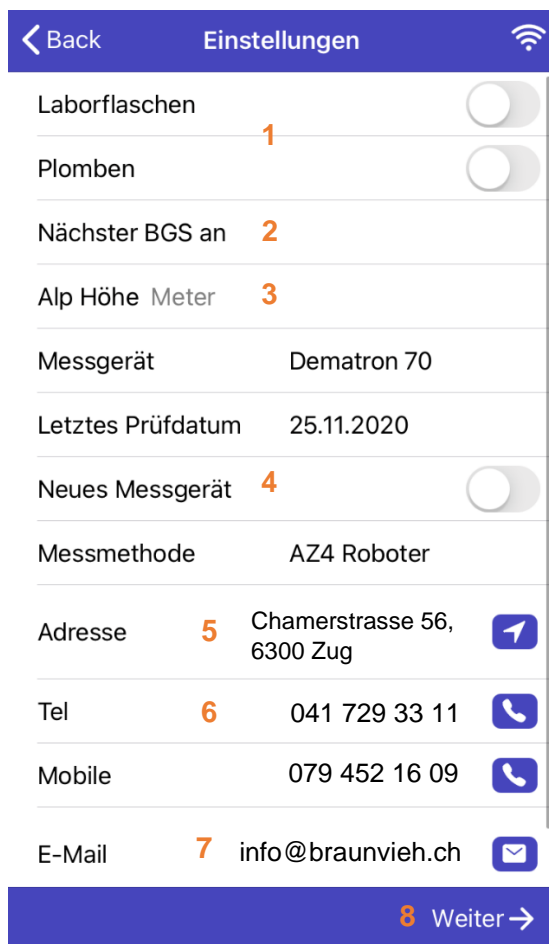 Back Einstellungen
Laborflaschen
1
Plomben
Nächster BGS an 2
Alp Höhe Meter 3
Messgerät Dematron 70
Letztes Prüfdatum 25.11.2020
Neues Messgerät 4
Messmethode AZ4 Roboter
Adresse 5 Chamerstrasse 56,
6300 Zug
Tel 6 041 729 33 11
Mobile 079 452 16 09
E-Mail 7 info@braunvieh.ch
8 Weiter